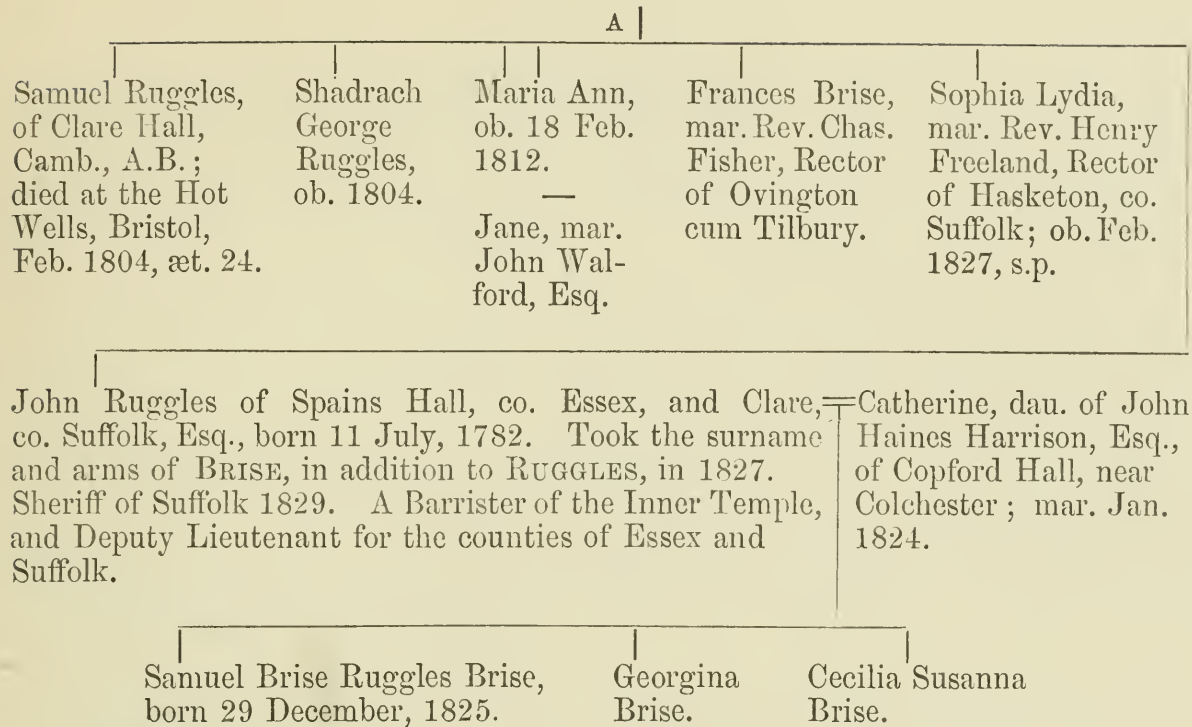 A
Samuel Ruggles,
of Clare Hall,
Camb., A.B.;
died at the Hot
Wells, Bristol,
Feb. 1804, æt. 24.
Shadrach
George
Ruggles,
ob. 1804.
Maria Ann,
ob. 18 Feb.
1812.
—
Jane, mar.
John Wal-
ford, Esq.
Frances Brise,
mar. Rev. Chas.
Fisher, Rector
of Ovington
cum Tilbury.
Sophia Lydia,
mar. Rev. Henry
Freeland, Rector
of Hasketon, co.
Suffolk; ob. Feb.
1827, s.p.
John Ruggles of Spains Hall, co. Essex, and Clare,
co. Suffolk, Esq., born 11 July, 1782. Took the surname
and arms of BRISE, in addition to RUGGLES, in 1827.
Sheriff of Suffolk 1829. A Barrister of the Inner Temple,
and Deputy Lieutenant for the counties of Essex and
Suffolk.
Catherine, dau. of John
Haines Harrison, Esq.,
of Copford Hall, near
Colchester; mar. Jan.
1824.
Samuel Brise Ruggles Brise,
born 29 December, 1825.
Georgina
Brise.
Cecilia Susanna
Brise.